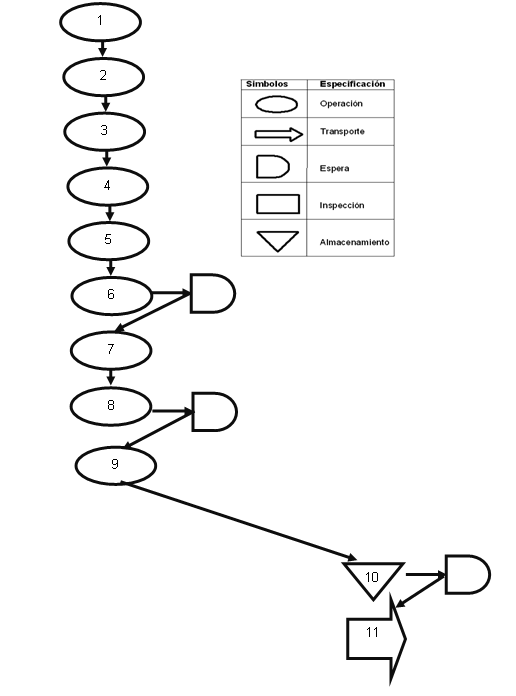 1
2
Simbolos Especificación
Operación
3
Transporte
Espera
4
Inspección
5
Almacenamiento
6
7
8
9
10
11